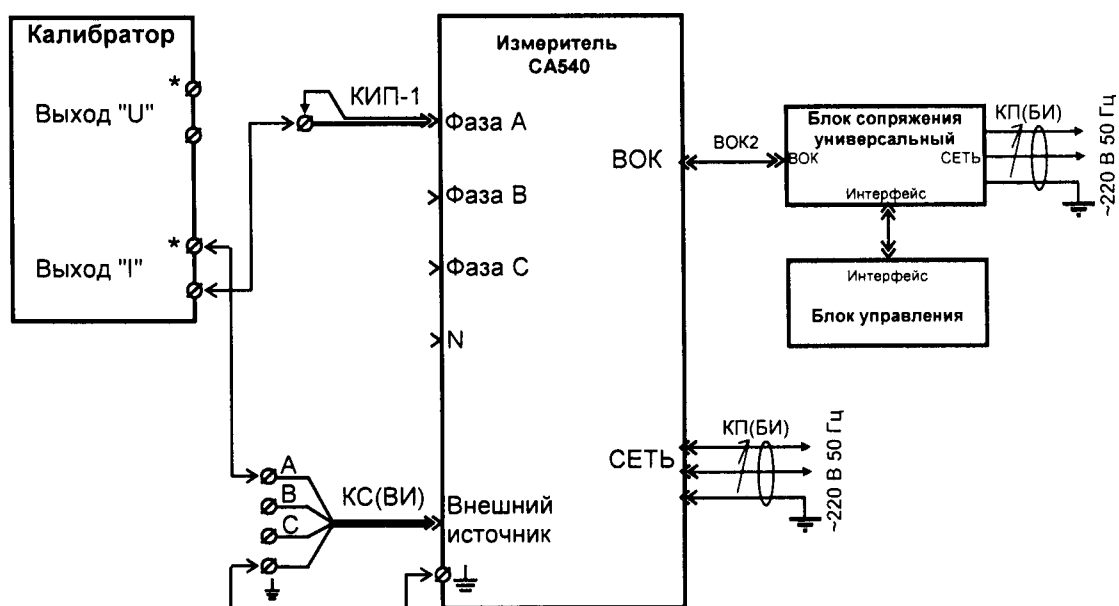 Калибратор
*
Выход "U"
*
Выход "I"
КИП-1
Измеритель
СА540
Фаза А
Фаза В
Фаза С
N
ВОК
СЕТЬ
Внешний
источник
А
В
С
КС(ВИ)
ВОК2
Блок сопряжения
универсальный
ВОК
СЕТЬ
Интерфейс
КП(БИ)
~220 В 50 Гц
Интерфейс
Блок управления
КП(БИ)
~220 В 50 Гц